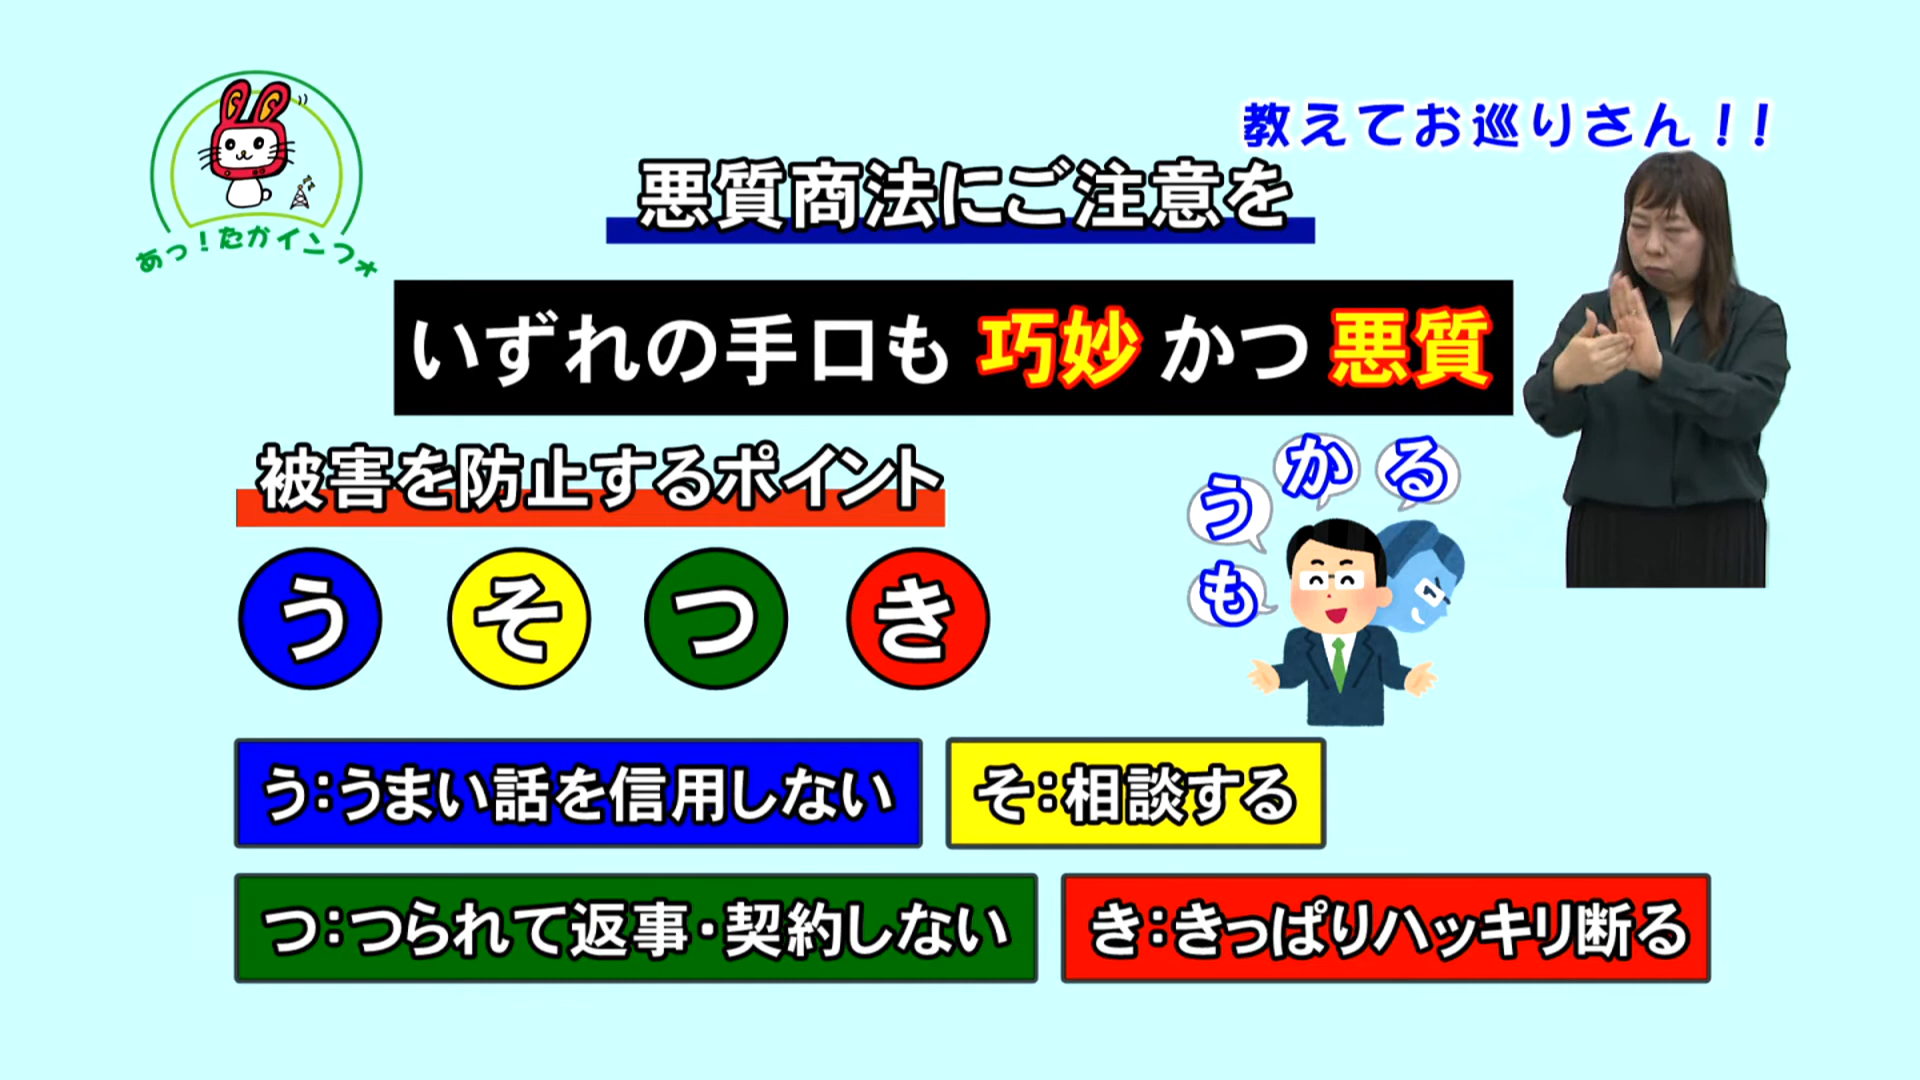 教えてお巡りさん！！
あっ！たかインフォ
悪質商法にご注意を
いずれの手口も 巧妙 かつ 悪質
被害を防止するポイント
う そ つ き
もうかる
う：うまい話を信用しない
そ：相談する
つ：つられて返事・契約しない
き：きっぱりハッキリ断る